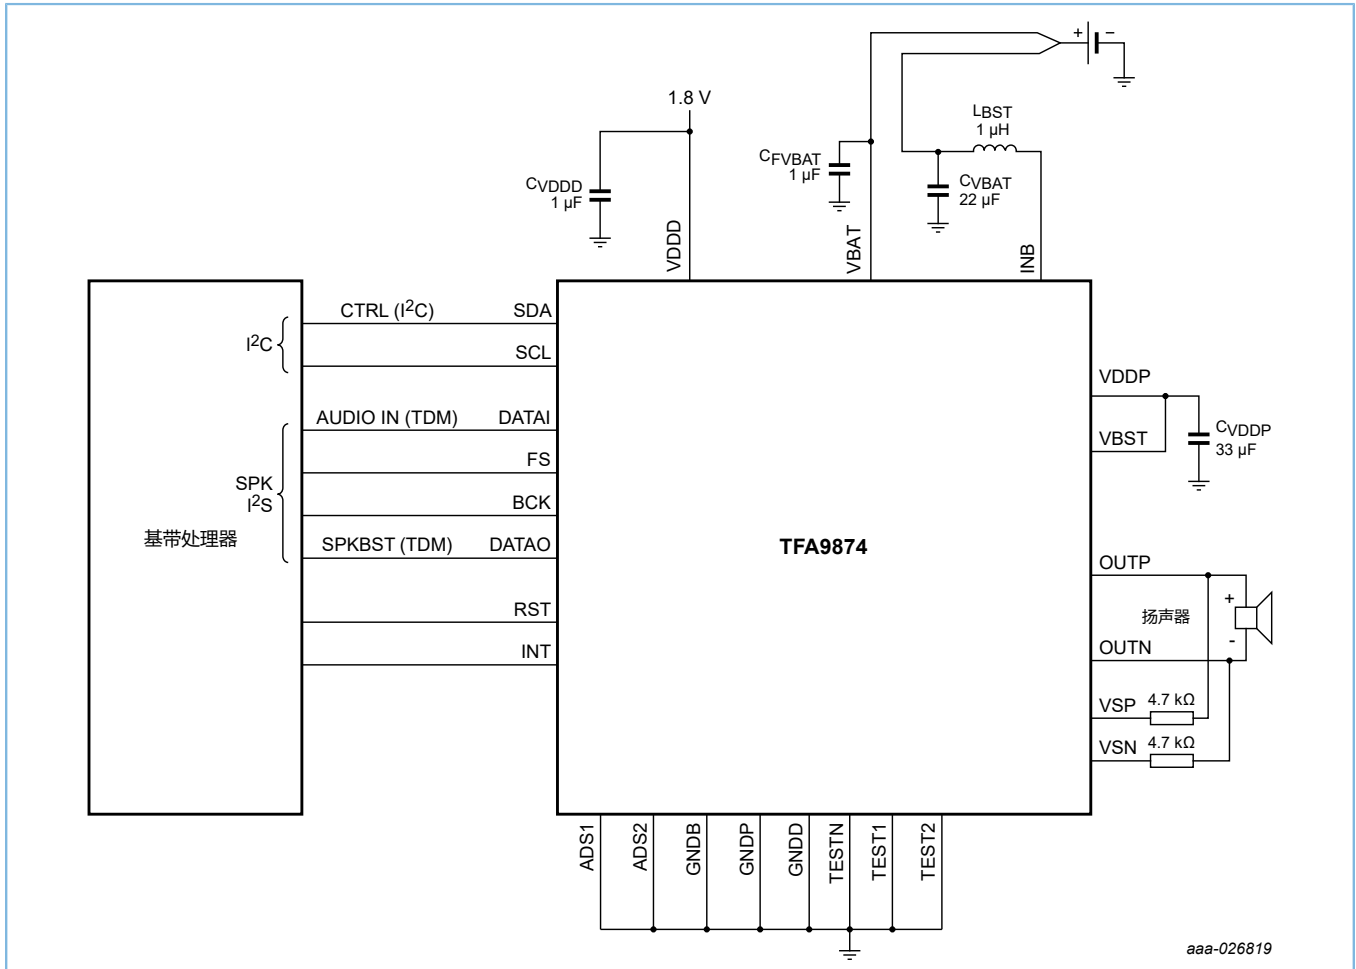 + −
1.8 V
LBST
1 µH
CFVBAT
1 µF
CVBAT
22 µF
CVDDD
1 µF
VDDD
VBAT
INB
CTRL (I2C)
SDA
I2C
SCL
AUDIO IN (TDM)
DATAI
FS
SPK
I2S
BCK
基带处理器
SPKBST (TDM)
DATAO
RST
INT
TFA9874
VDDP
VBST
CVDDP
33 µF
OUTP
+
扬声器
-
OUTN
VSP
4.7 kΩ
VSN
4.7 kΩ
ADS1
ADS2
GNDB
GNDP
GNDD
TESTN
TEST1
TEST2
aaa-026819